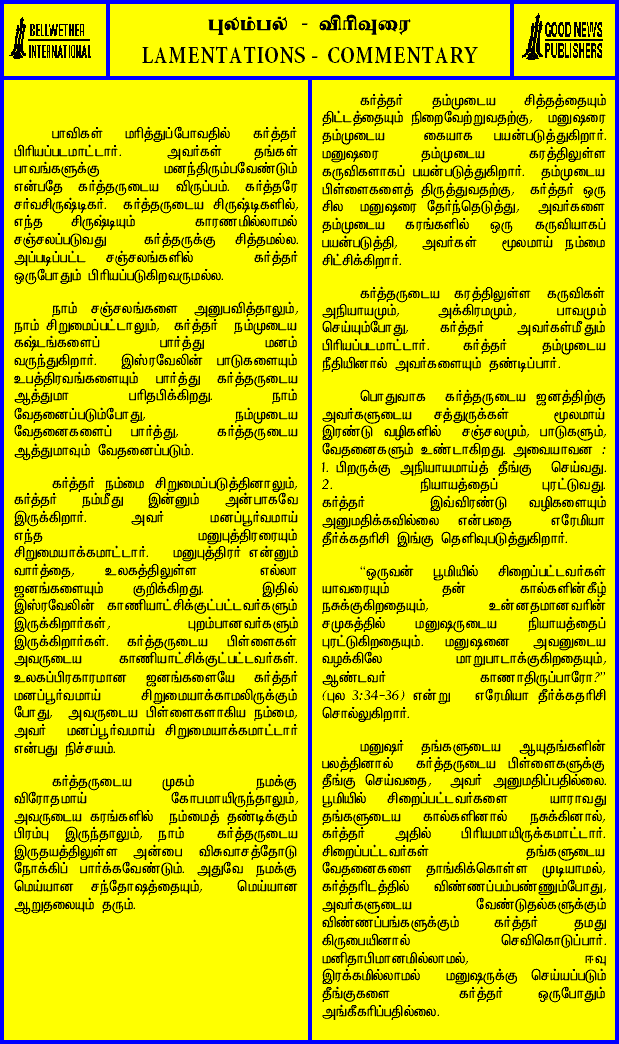 BELLWETHER
INTERNATIONAL
புலம்பல் - விரிவுரை
LAMENTATIONS - COMMENTARY
GOOD NEWS
PUBLISHERS
பாவிகள் மரித்துப்போவதில் கர்த்தர்
பிரியப்படமாட்டார். அவர்கள் தங்கள்
பாவங்களுக்கு மனந்திரும்பவேண்டும்
என்பதே கர்த்தருடைய விருப்பம். கர்த்தரே
சர்வசிருஷ்டிகர். கர்த்தருடைய சிருஷ்டிகளில்,
எந்த சிருஷ்டியும் காரணமில்லாமல்
சஞ்சலப்படுவது கர்த்தருக்கு சித்தமல்ல.
அப்படிப்பட்ட சஞ்சலங்களில் கர்த்தர்
ஒருபோதும் பிரியப்படுகிறவருமல்ல.
நாம் சஞ்சலங்களை அனுபவித்தாலும்,
நாம் சிறுமைப்பட்டாலும், கர்த்தர் நம்முடைய
கஷ்டங்களைப் பார்த்து மனம்
வருந்துகிறார். இஸ்ரவேலின் பாடுகளையும்
உபத்திரவங்களையும் பார்த்து கர்த்தருடைய
ஆத்துமா பரிதபிக்கிறது. நாம்
வேதனைப்படும்போது, நம்முடைய
வேதனைகளைப் பார்த்து, கர்த்தருடைய
ஆத்துமாவும் வேதனைப்படும்.
கர்த்தர் நம்மை சிறுமைப்படுத்தினாலும்,
கர்த்தர் நம்மீது இன்னும் அன்பாகவே
இருக்கிறார். அவர் மனப்பூர்வமாய்
எந்த மனுபுத்திரரையும்
சிறுமையாக்கமாட்டார். மனுபுத்திரர் என்னும்
வார்த்தை, உலகத்திலுள்ள எல்லா
ஜனங்களையும் குறிக்கிறது. இதில்
இஸ்ரவேலின் காணியாட்சிக்குட்பட்டவர்களும்
இருக்கிறார்கள், புறம்பானவர்களும்
இருக்கிறார்கள். கர்த்தருடைய பிள்ளைகள்
அவருடைய காணியாட்சிக்குட்பட்டவர்கள்.
உலகப்பிரகாரமான ஜனங்களையே கர்த்தர்
மனப்பூர்வமாய் சிறுமையாக்காமலிருக்கும்
போது, அவருடைய பிள்ளைகளாகிய நம்மை,
அவர் மனப்பூர்வமாய் சிறுமையாக்கமாட்டார்
என்பது நிச்சயம்.
கர்த்தருடைய முகம் நமக்கு
விரோதமாய் கோபமாயிருந்தாலும்,
அவருடைய கரங்களில் நம்மைத் தண்டிக்கும்
பிரம்பு இருந்தாலும், நாம் கர்த்தருடைய
இருதயத்திலுள்ள அன்பை விசுவாசத்தோடு
நோக்கிப் பார்க்கவேண்டும். அதுவே நமக்கு
மெய்யான சந்தோஷத்தையும், மெய்யான
ஆறுதலையும் தரும்.
கர்த்தர் தம்முடைய சித்தத்தையும்
திட்டத்தையும் நிறைவேற்றுவதற்கு, மனுஷரை
தம்முடைய கையாக பயன்படுத்துகிறார்.
மனுஷரை தம்முடைய கரத்திலுள்ள
கருவிகளாகப் பயன்படுத்துகிறார். தம்முடைய
பிள்ளைகளைத் திருத்துவதற்கு, கர்த்தர் ஒரு
சில மனுஷரை தேர்ந்தெடுத்து, அவர்களை
தம்முடைய கரங்களில் ஒரு கருவியாகப்
பயன்படுத்தி, அவர்கள் மூலமாய் நம்மை
சிட்சிக்கிறார்.
கர்த்தருடைய கரத்திலுள்ள கருவிகள்
அநியாயமும், அக்கிரமமும், பாவமும்
செய்யும்போது, கர்த்தர் அவர்கள்மீதும்
பிரியப்படமாட்டார். கர்த்தர் தம்முடைய
நீதியினால் அவர்களையும் தண்டிப்பார்.
பொதுவாக கர்த்தருடைய ஜனத்திற்கு
அவர்களுடைய சத்துருக்கள் மூலமாய்
இரண்டு வழிகளில் சஞ்சலமும், பாடுகளும்,
வேதனைகளும் உண்டாகிறது. அவையாவன :
1. பிறருக்கு அநியாயமாய்த் தீங்கு செய்வது.
2. நியாயத்தைப் புரட்டுவது.
கர்த்தர் இவ்விரண்டு வழிகளையும்
அனுமதிக்கவில்லை என்பதை எரேமியா
தீர்க்கதரிசி இங்கு தெளிவுபடுத்துகிறார்.
"ஒருவன் பூமியில் சிறைப்பட்டவர்கள்
யாவரையும் தன் கால்களின்கீழ்
நசுக்குகிறதையும், உன்னதமானவரின்
சமுகத்தில் மனுஷருடைய நியாயத்தைப்
புரட்டுகிறதையும். மனுஷனை அவனுடைய
வழக்கிலே மாறுபாடாக்குகிறதையும்,
ஆண்டவர் காணாதிருப்பாரோ?"
(புல 3:34-36) என்று எரேமியா தீர்க்கதரிசி
சொல்லுகிறார்.
மனுஷர் தங்களுடைய ஆயுதங்களின்
பலத்தினால் கர்த்தருடைய பிள்ளைகளுக்கு
தீங்கு செய்வதை, அவர் அனுமதிப்பதில்லை.
பூமியில் சிறைப்பட்டவர்களை யாராவது
தங்களுடைய கால்களினால் நசுக்கினால்,
கர்த்தர் அதில் பிரியமாயிருக்கமாட்டார்.
சிறைப்பட்டவர்கள் தங்களுடைய
வேதனைகளை தாங்கிக்கொள்ள முடியாமல்,
கர்த்தரிடத்தில் விண்ணப்பம்பண்ணும்போது,
அவர்களுடைய வேண்டுதல்களுக்கும்
விண்ணப்பங்களுக்கும் கர்த்தர் தமது
கிருபையினால் செவிகொடுப்பார்.
மனிதாபிமானமில்லாமல், ஈவு
இரக்கமில்லாமல் மனுஷருக்கு செய்யப்படும்
தீங்குகளை கர்த்தர் ஒருபோதும்
அங்கீகரிப்பதில்லை.